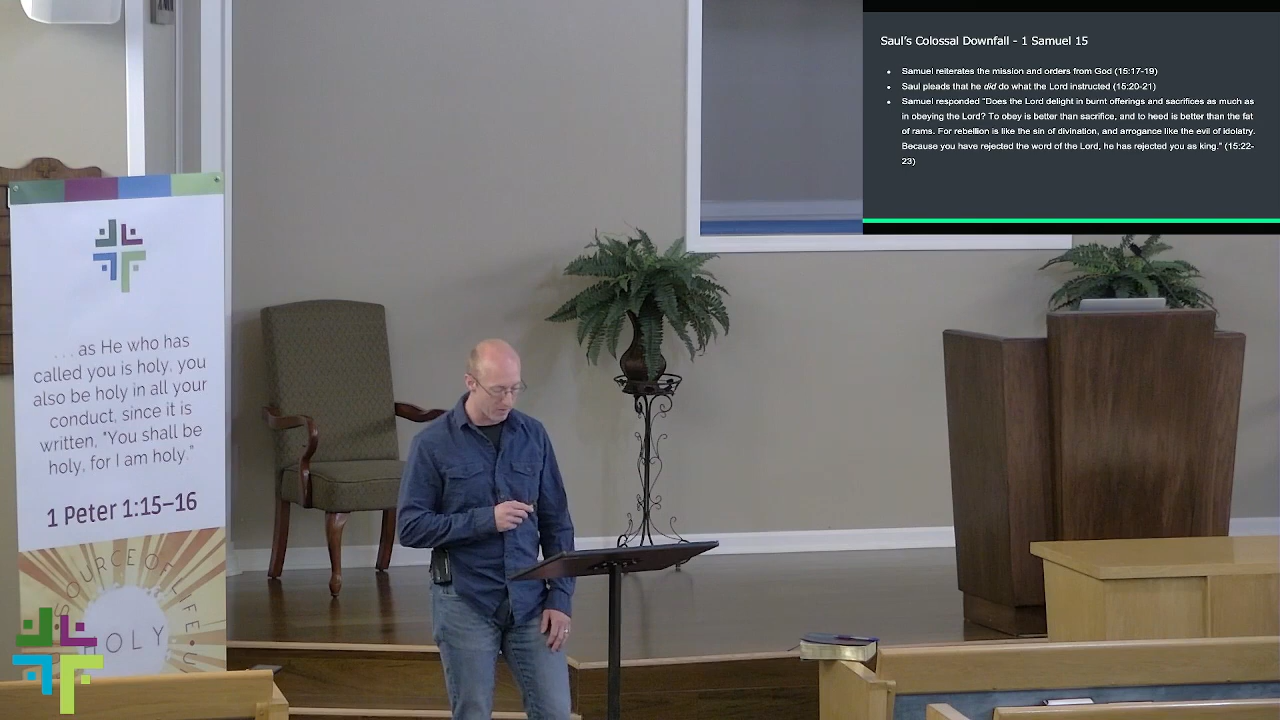 Saul's Colossal Downfall - 1 Samuel 15
Samuel reiterates the mission and orders from God (15:17-19)
Saul pleads that he did do what the Lord instructed (15:20-21)
Samuel responded "Does the Lord delight in burnt offerings and sacrifices as much as
in obeying the Lord? To obey is better than sacrifice, and to heed is better than the fat
of rams. For rebellion is like the sin of divination, and arrogance like the evil of idolatry.
Because you have rejected the word of the Lord, he has rejected you as king." (15:22-
23)
. . . as He who has
called you is holy, you
also be holy in all your
conduct, since it is
written, "You shall be
holy, for I am holy."
1 Peter 1:15–16
SOURCE OF LIFE
HOLY